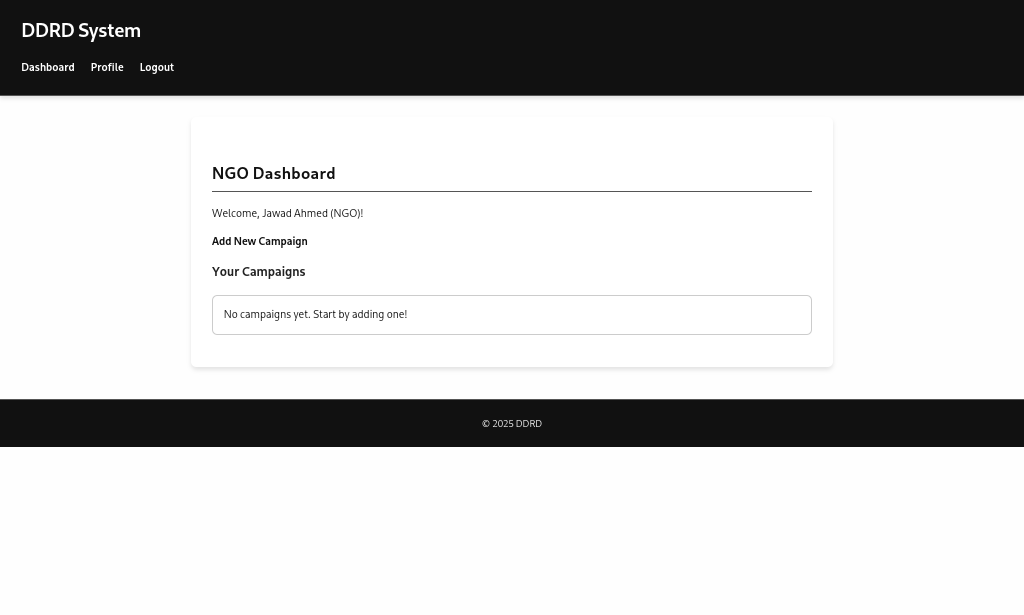 DDRD System
Dashboard Profile Logout
NGO Dashboard
Welcome, Jawad Ahmed (NGO)!
Add New Campaign
Your Campaigns
No campaigns yet. Start by adding one!
© 2025 DDRD